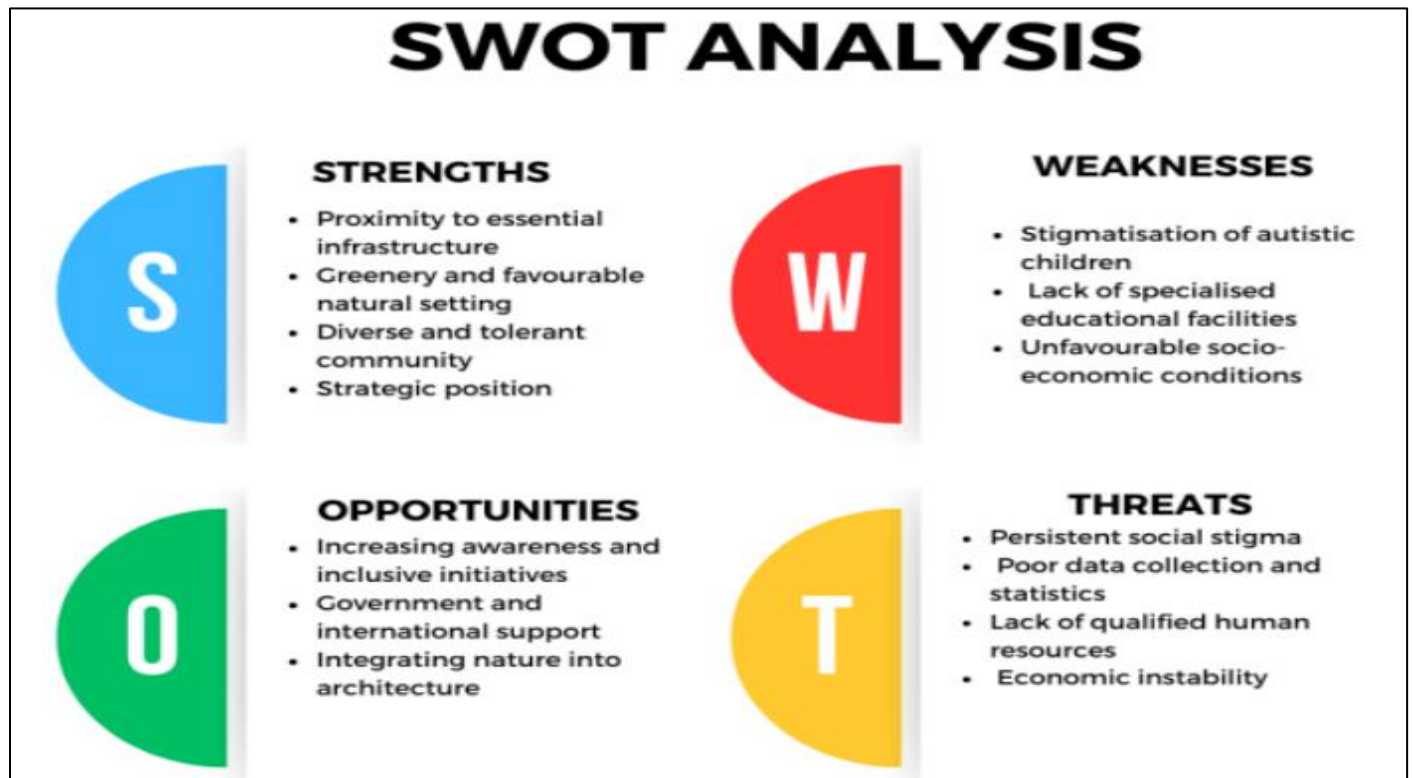 SWOT ANALYSIS
S
STRENGTHS
• Proximity to essential
infrastructure
• Greenery and favourable
natural setting
• Diverse and tolerant
community
• Strategic position
W
WEAKNESSES
• Stigmatisation of autistic
children
• Lack of specialised
educational facilities
• Unfavourable socio-
economic conditions
O
OPPORTUNITIES
• Increasing awareness and
inclusive initiatives
• Government and
international support
• Integrating nature into
architecture
T
THREATS
• Persistent social stigma
• Poor data collection and
statistics
• Lack of qualified human
resources
• Economic instability